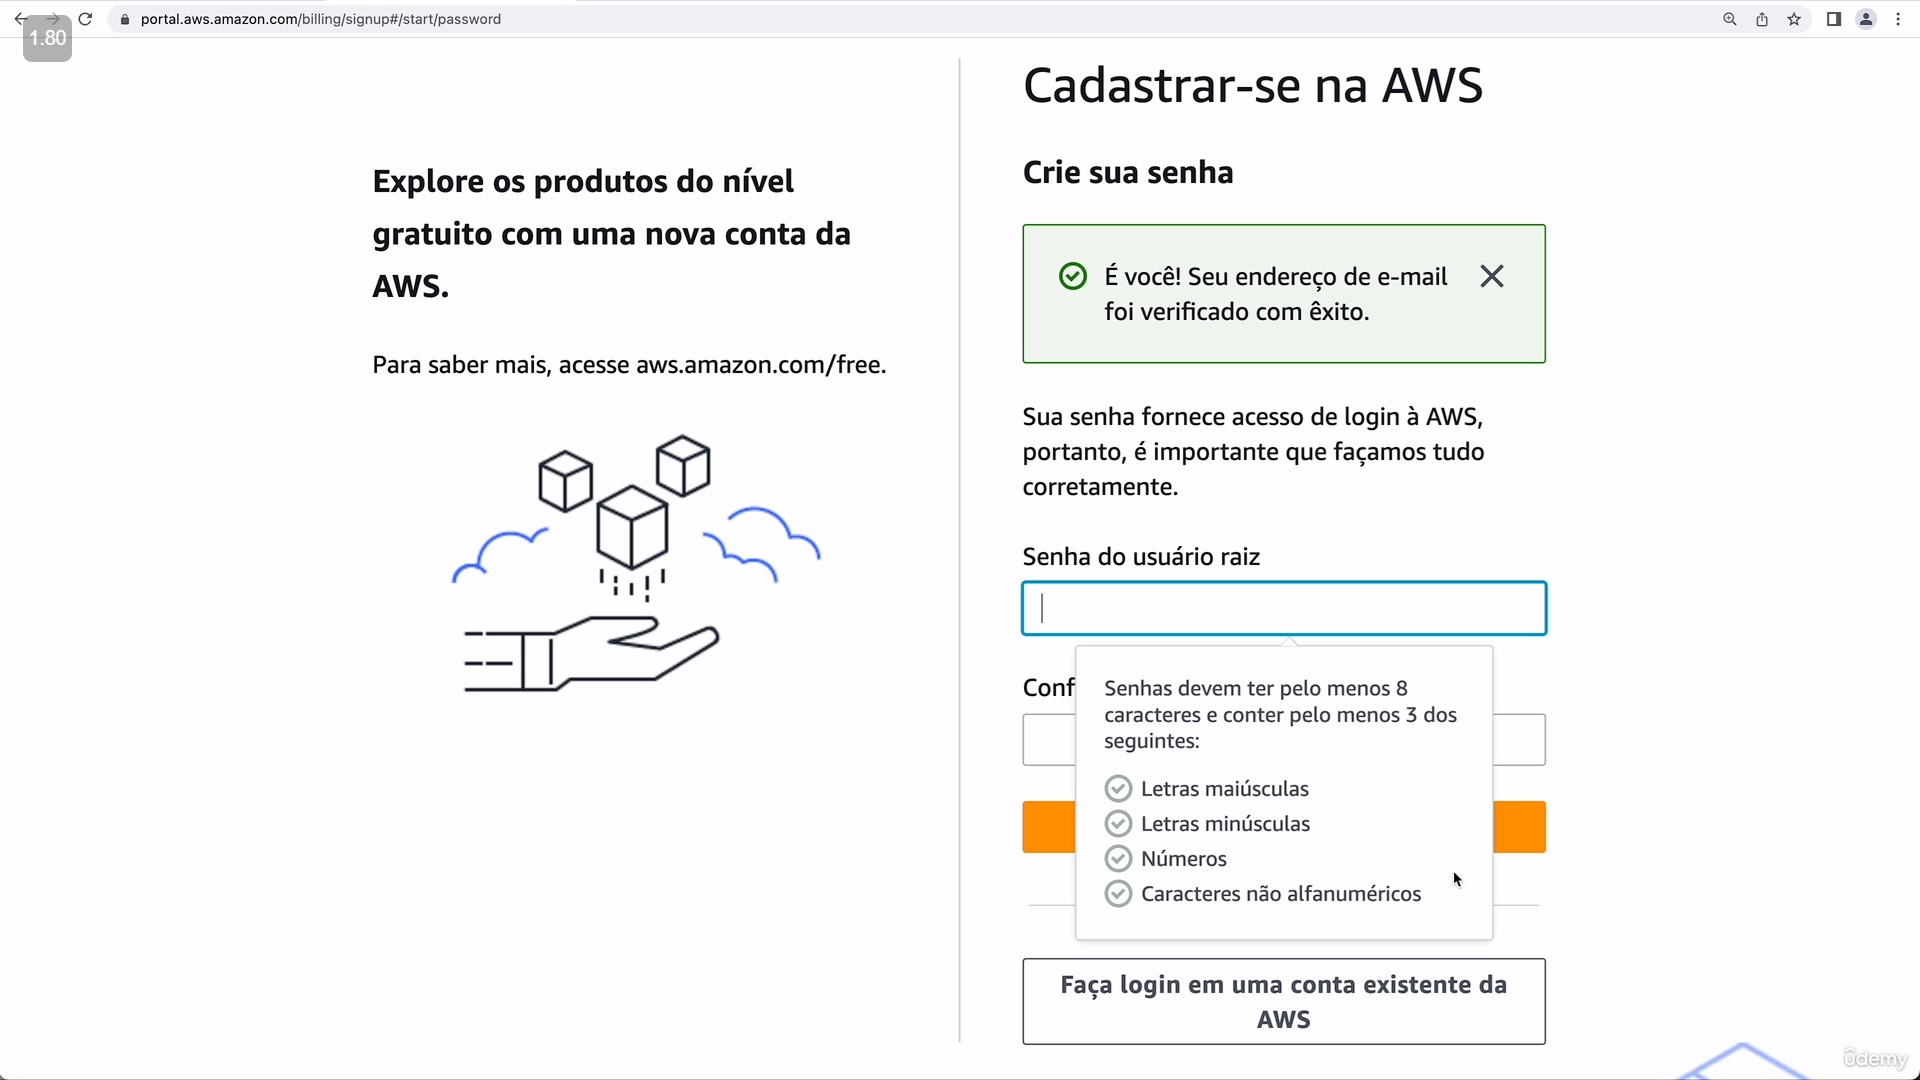 portal.aws.amazon.com/billing/signup#/start/password
1.80
Explore os produtos do nível
gratuito com uma nova conta da
AWS.
Para saber mais, acesse aws.amazon.com/free.
Cadastrar-se na AWS
Crie sua senha
É você! Seu endereço de e-mail
foi verificado com êxito.
Sua senha fornece acesso de login à AWS,
portanto, é importante que façamos tudo
corretamente.
Senha do usuário raiz
Conf
Senhas devem ter pelo menos 8
caracteres e conter pelo menos 3 dos
seguintes:
Letras maiúsculas
Letras minúsculas
Números
Caracteres não alfanuméricos
Faça login em uma conta existente da
AWS
ûdemy